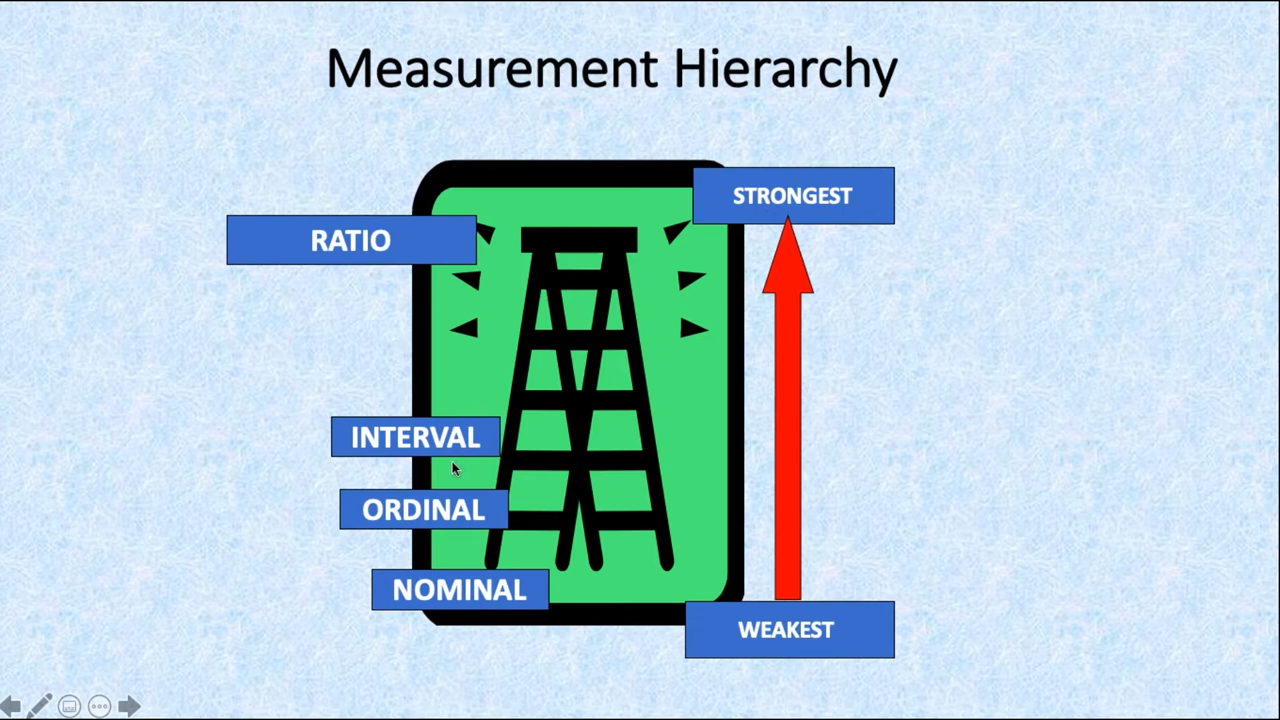 Measurement Hierarchy
STRONGEST
RATIO
INTERVAL
ORDINAL
NOMINAL
WEAKEST